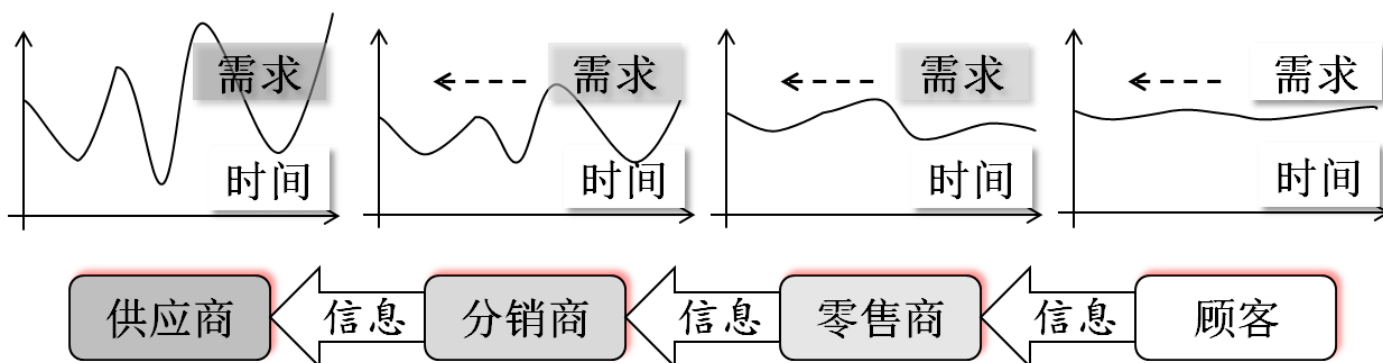 需求 需求 需求 需求
时间 时间 时间 时间
供应商 信息 分销商 信息 零售商 信息 顾客